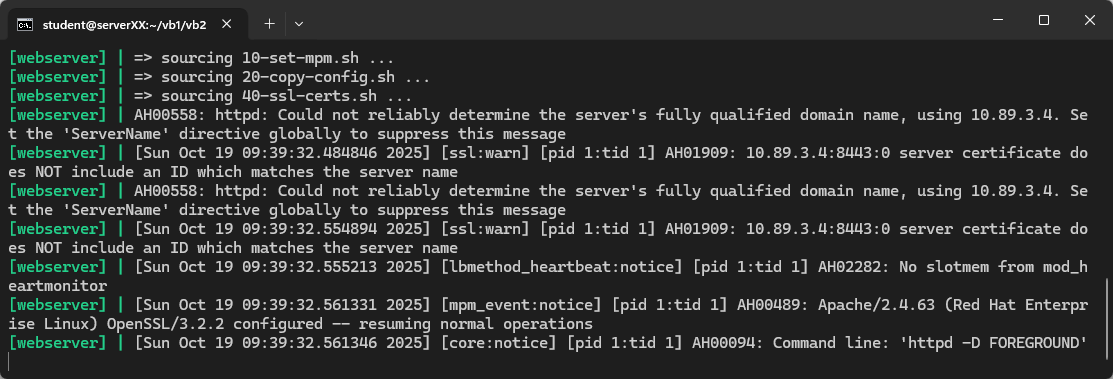 student@serverXX:~/vb1/vb2
[webserver] | => sourcing 10-set-mpm.sh ...
[webserver] | => sourcing 20-copy-config.sh ...
[webserver] | => sourcing 40-ssl-certs.sh ...
[webserver] | AH00558: httpd: Could not reliably determine the server's fully qualified domain name, using 10.89.3.4. Se
t the 'ServerName' directive globally to suppress this message
[webserver] | [Sun Oct 19 09:39:32.484846 2025] [ssl:warn] [pid 1:tid 1] AH01909: 10.89.3.4:8443:0 server certificate do
es NOT include an ID which matches the server name
[webserver] | AH00558: httpd: Could not reliably determine the server's fully qualified domain name, using 10.89.3.4. Se
t the 'ServerName' directive globally to suppress this message
[webserver] | [Sun Oct 19 09:39:32.554894 2025] [ssl:warn] [pid 1:tid 1] AH01909: 10.89.3.4:8443:0 server certificate do
es NOT include an ID which matches the server name
[webserver] | [Sun Oct 19 09:39:32.555213 2025] [lbmethod_heartbeat:notice] [pid 1:tid 1] AH02282: No slotmem from mod_h
eartmonitor
[webserver] | [Sun Oct 19 09:39:32.561331 2025] [mpm_event:notice] [pid 1:tid 1] AH00489: Apache/2.4.63 (Red Hat Enterpr
ise Linux) OpenSSL/3.2.2 configured -- resuming normal operations
[webserver] | [Sun Oct 19 09:39:32.561346 2025] [core:notice] [pid 1:tid 1] AH00094: Command line: 'httpd -D FOREGROUND'